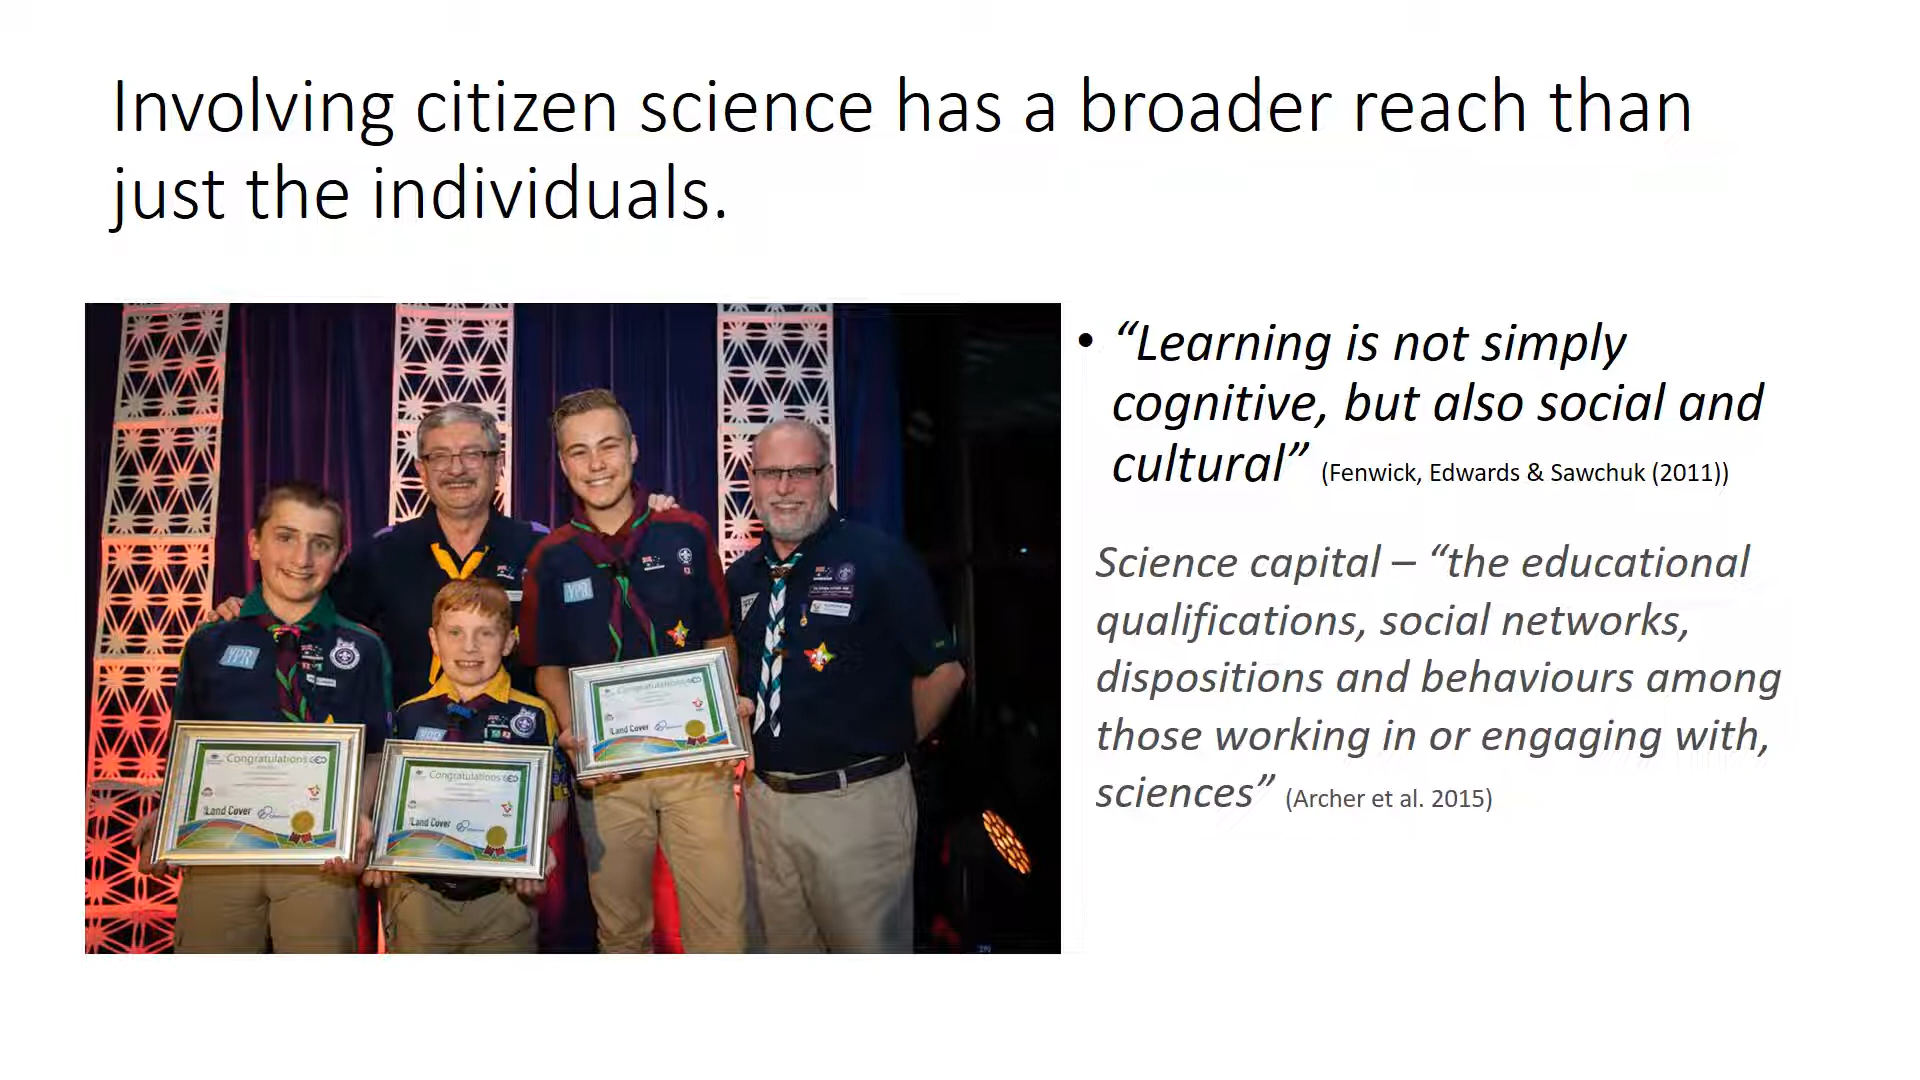 Involving citizen science has a broader reach than
just the individuals.
• “Learning is not simply
cognitive, but also social and
cultural” (Fenwick, Edwards & Sawchuk (2011))
Science capital – “the educational
qualifications, social networks,
dispositions and behaviours among
those working in or engaging with,
sciences” (Archer et al. 2015)
YPR
YPR
Congratulations
Land Cover
Congratulations
Land Cover
Congratulations
Land Cover